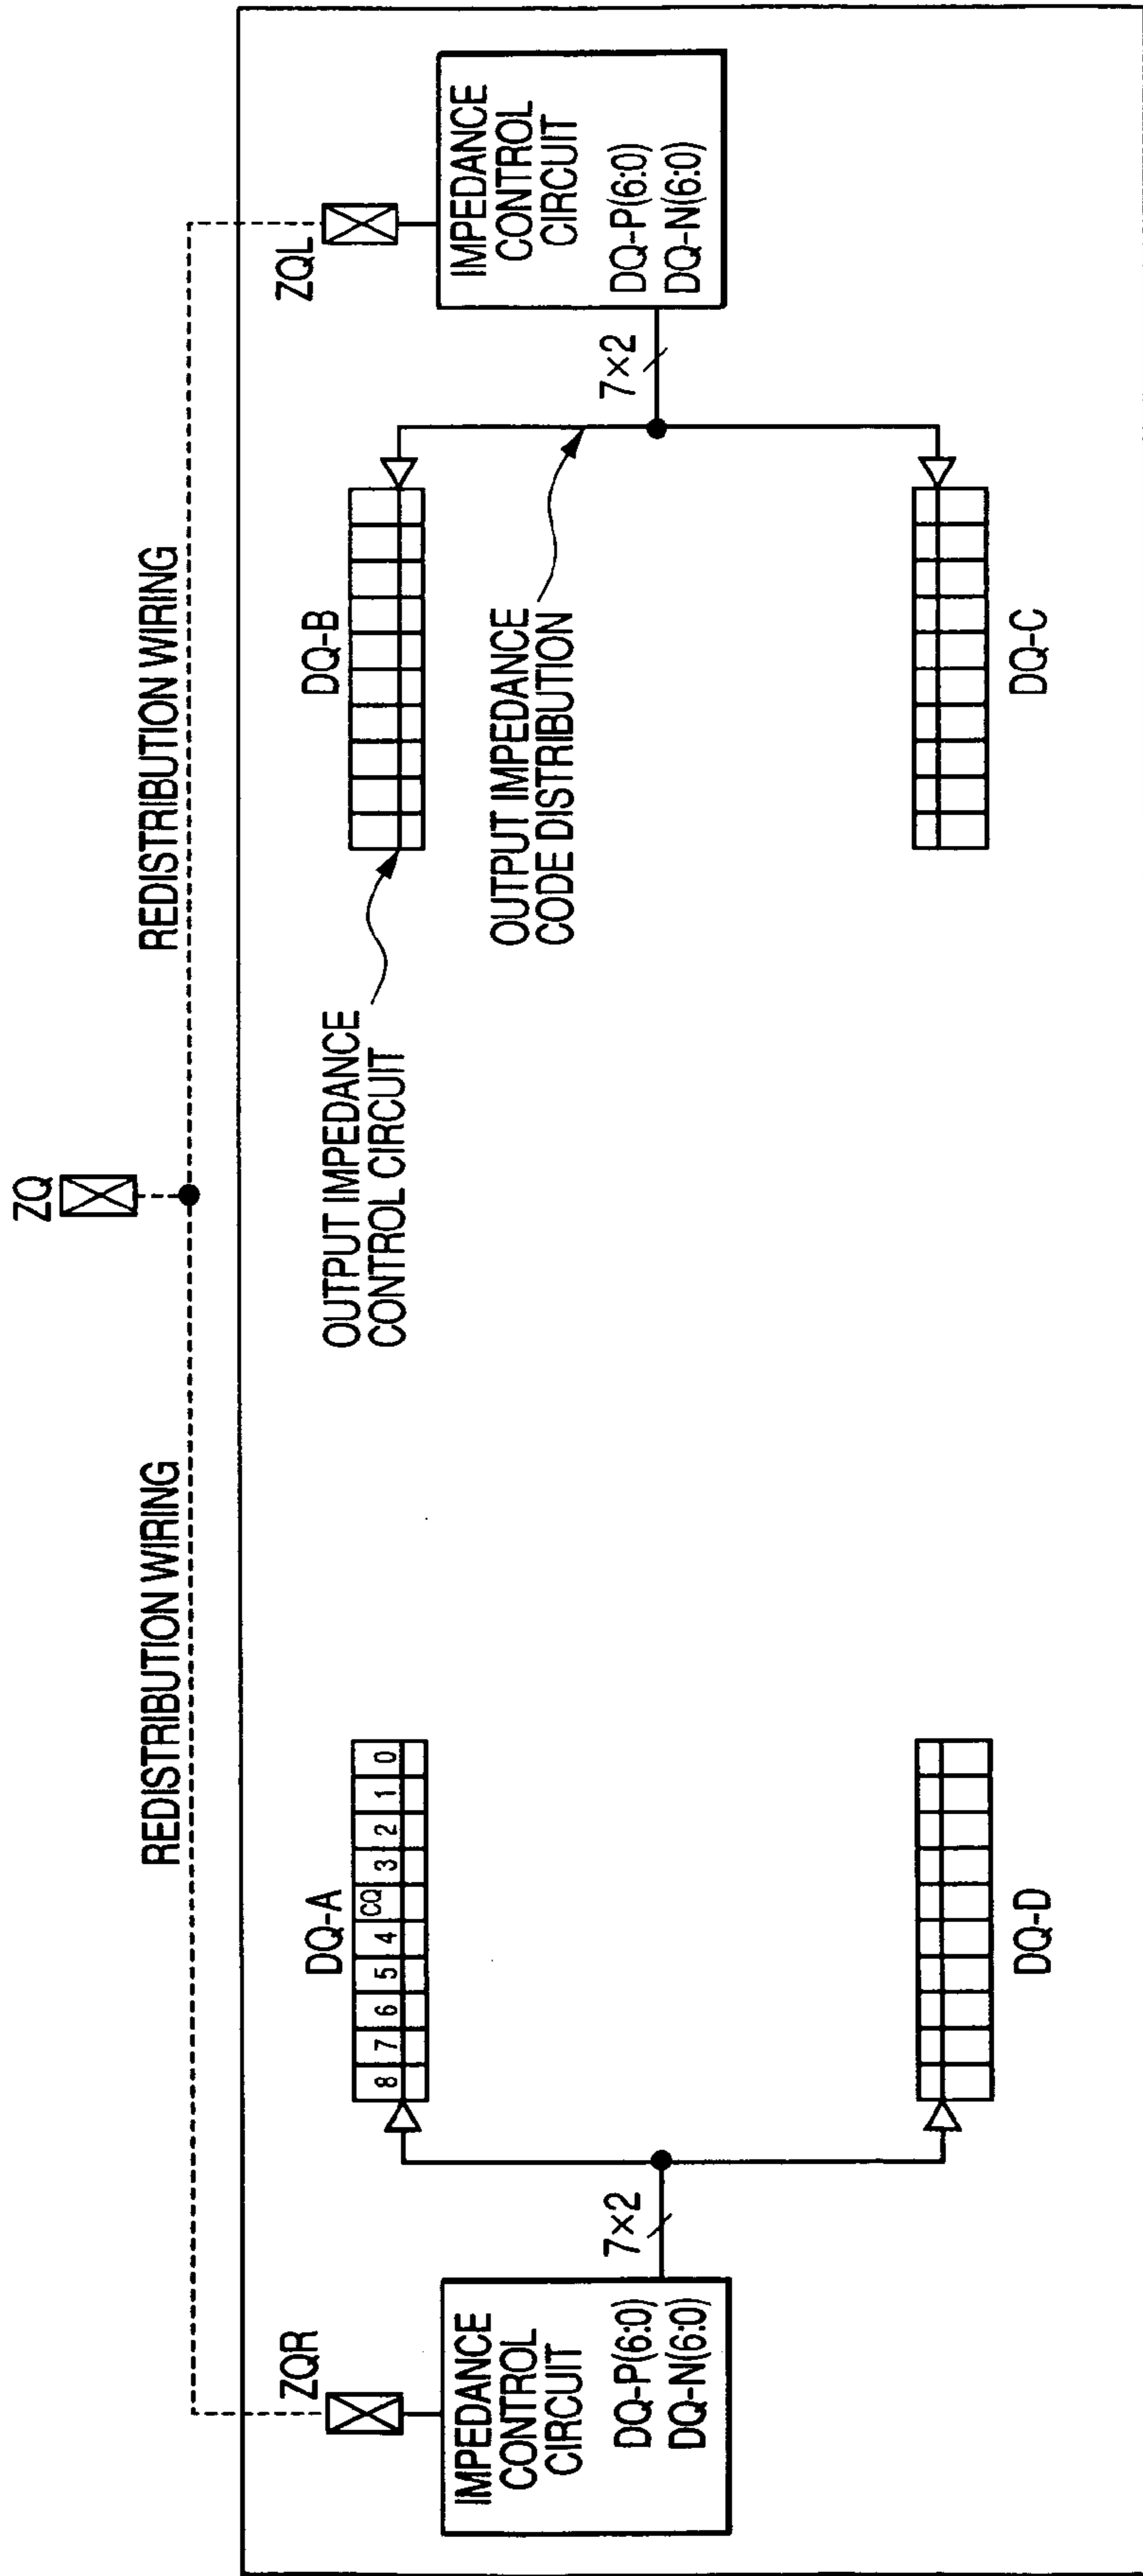 ZQ
REDISTRIBUTION WIRING
REDISTRIBUTION WIRING
ZQR
IMPEDANCE
CONTROL
CIRCUIT
DQ-P(6:0)
DQ-N(6:0)
7×2
DQ-A
8 7 6 5 4 CQ 3 2 1 0
DQ-D
OUTPUT IMPEDANCE
CONTROL CIRCUIT
DQ-B
OUTPUT IMPEDANCE
CODE DISTRIBUTION
DQ-C
7×2
ZQL
IMPEDANCE
CONTROL
CIRCUIT
DQ-P(6:0)
DQ-N(6:0)